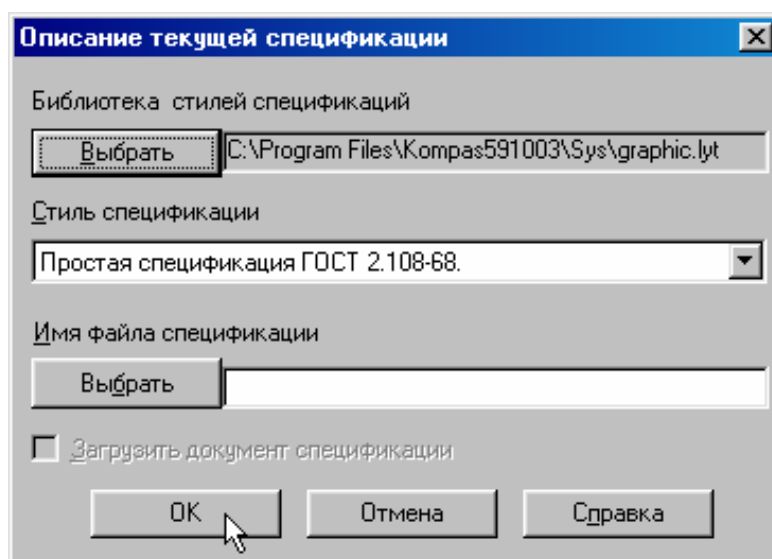 Описание текущей спецификации
Библиотека стилей спецификаций
Выбрать C:\Program Files\Kompas591003\Sys\graphic.lyt
Стиль спецификации
Простая спецификация ГОСТ 2.108-68.
Имя файла спецификации
Выбрать
Загрузить документ спецификации
OK Отмена Справка